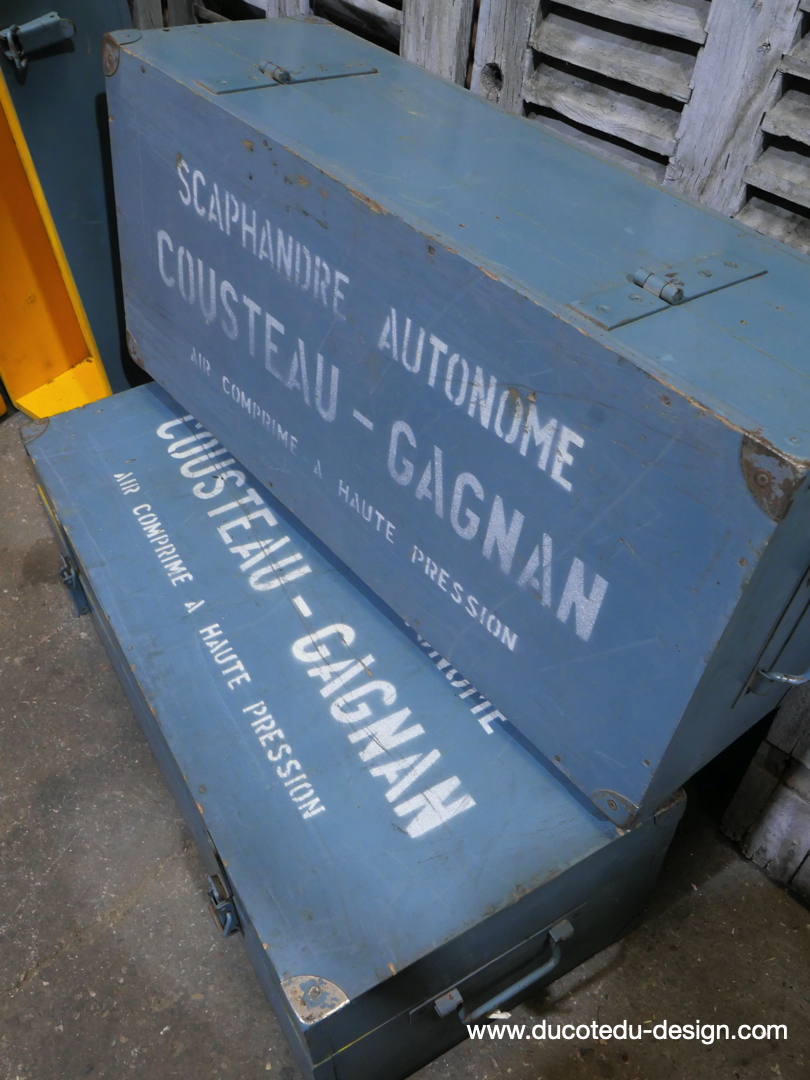 SCAPHANDRE AUTONOME
COUSTEAU - GAGNAN
AIR COMPRIME A HAUTE PRESSION
COUSTEAU - GAGNAN
AIR COMPRIME A HAUTE PRESSION
www.ducotedu-design.com